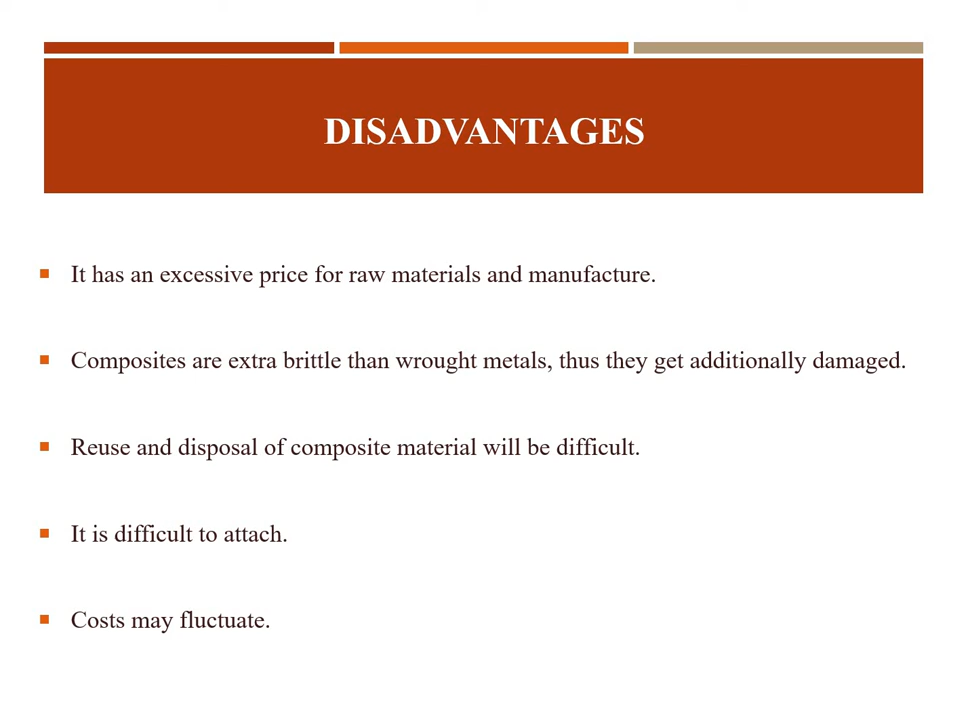 DISADVANTAGES
It has an excessive price for raw materials and manufacture.
Composites are extra brittle than wrought metals, thus they get additionally damaged.
Reuse and disposal of composite material will be difficult.
It is difficult to attach.
Costs may fluctuate.